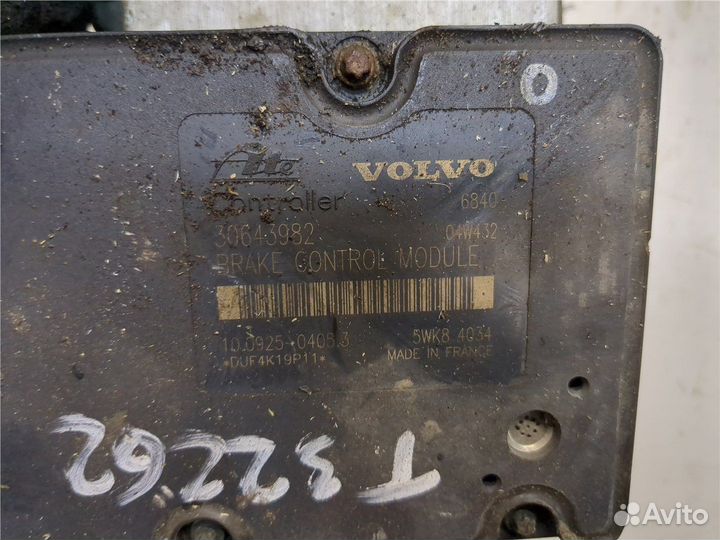 O
Ate VOLVO
Controller 6840
30643982 04W432
BRAKE CONTROL MODULE
A
10.0925-0405.3 5WK8 4034
*DUF4K19P11* MADE IN FRANCE
T32262
Avito